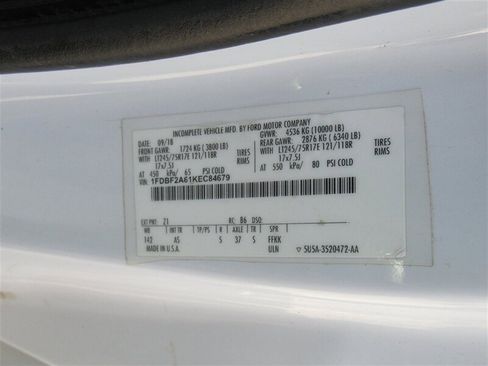 INCOMPLETE VEHICLE MFD. BY FORD MOTOR COMPANY
09/18 GVWR: 4536 KG (10000 LB)
FRONT GAWR: 1724 KG (3800 LB) REAR GAWR: 2876 KG (6340 LB)
WITH LT245/75R17E 121/118R TIRES WITH LT245/75R17E 121/118R TIRES
17x7.5J RIMS 17x7.5J RIMS
AT 450 kPa/ 65 PSI COLD AT 550 kPa/ 80 PSI COLD
VIN: 1FDBF2A61KEC84679
EXT PNT: Z1 RC: B6 DSO:
WB INT TR TP/PS R AXLE TR SPR
142 AS 5 37 S FFKK
MADE IN U.S.A. ULN ▽ 5U5A-3520472-AA